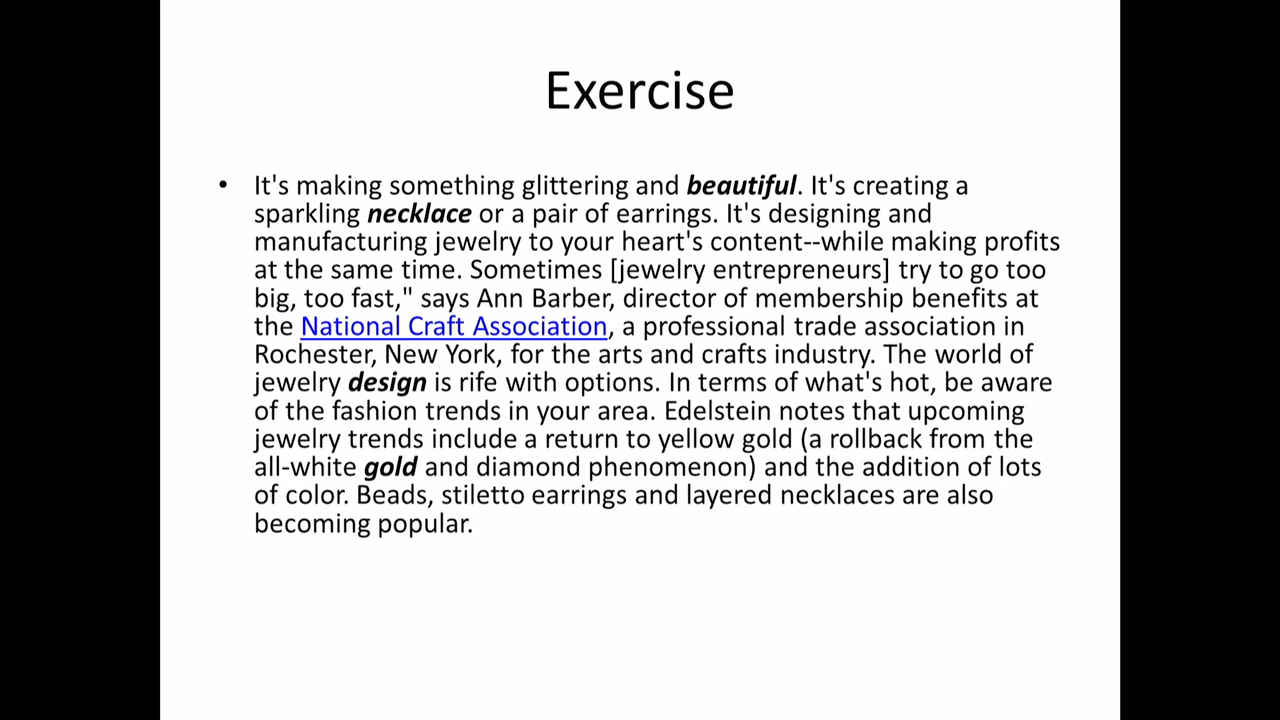 Exercise
• It's making something glittering and beautiful. It's creating a
sparkling necklace or a pair of earrings. It's designing and
manufacturing jewelry to your heart's content--while making profits
at the same time. Sometimes [jewelry entrepreneurs] try to go too
big, too fast," says Ann Barber, director of membership benefits at
the National Craft Association, a professional trade association in
Rochester, New York, for the arts and crafts industry. The world of
jewelry design is rife with options. In terms of what's hot, be aware
of the fashion trends in your area. Edelstein notes that upcoming
jewelry trends include a return to yellow gold (a rollback from the
all-white gold and diamond phenomenon) and the addition of lots
of color. Beads, stiletto earrings and layered necklaces are also
becoming popular.